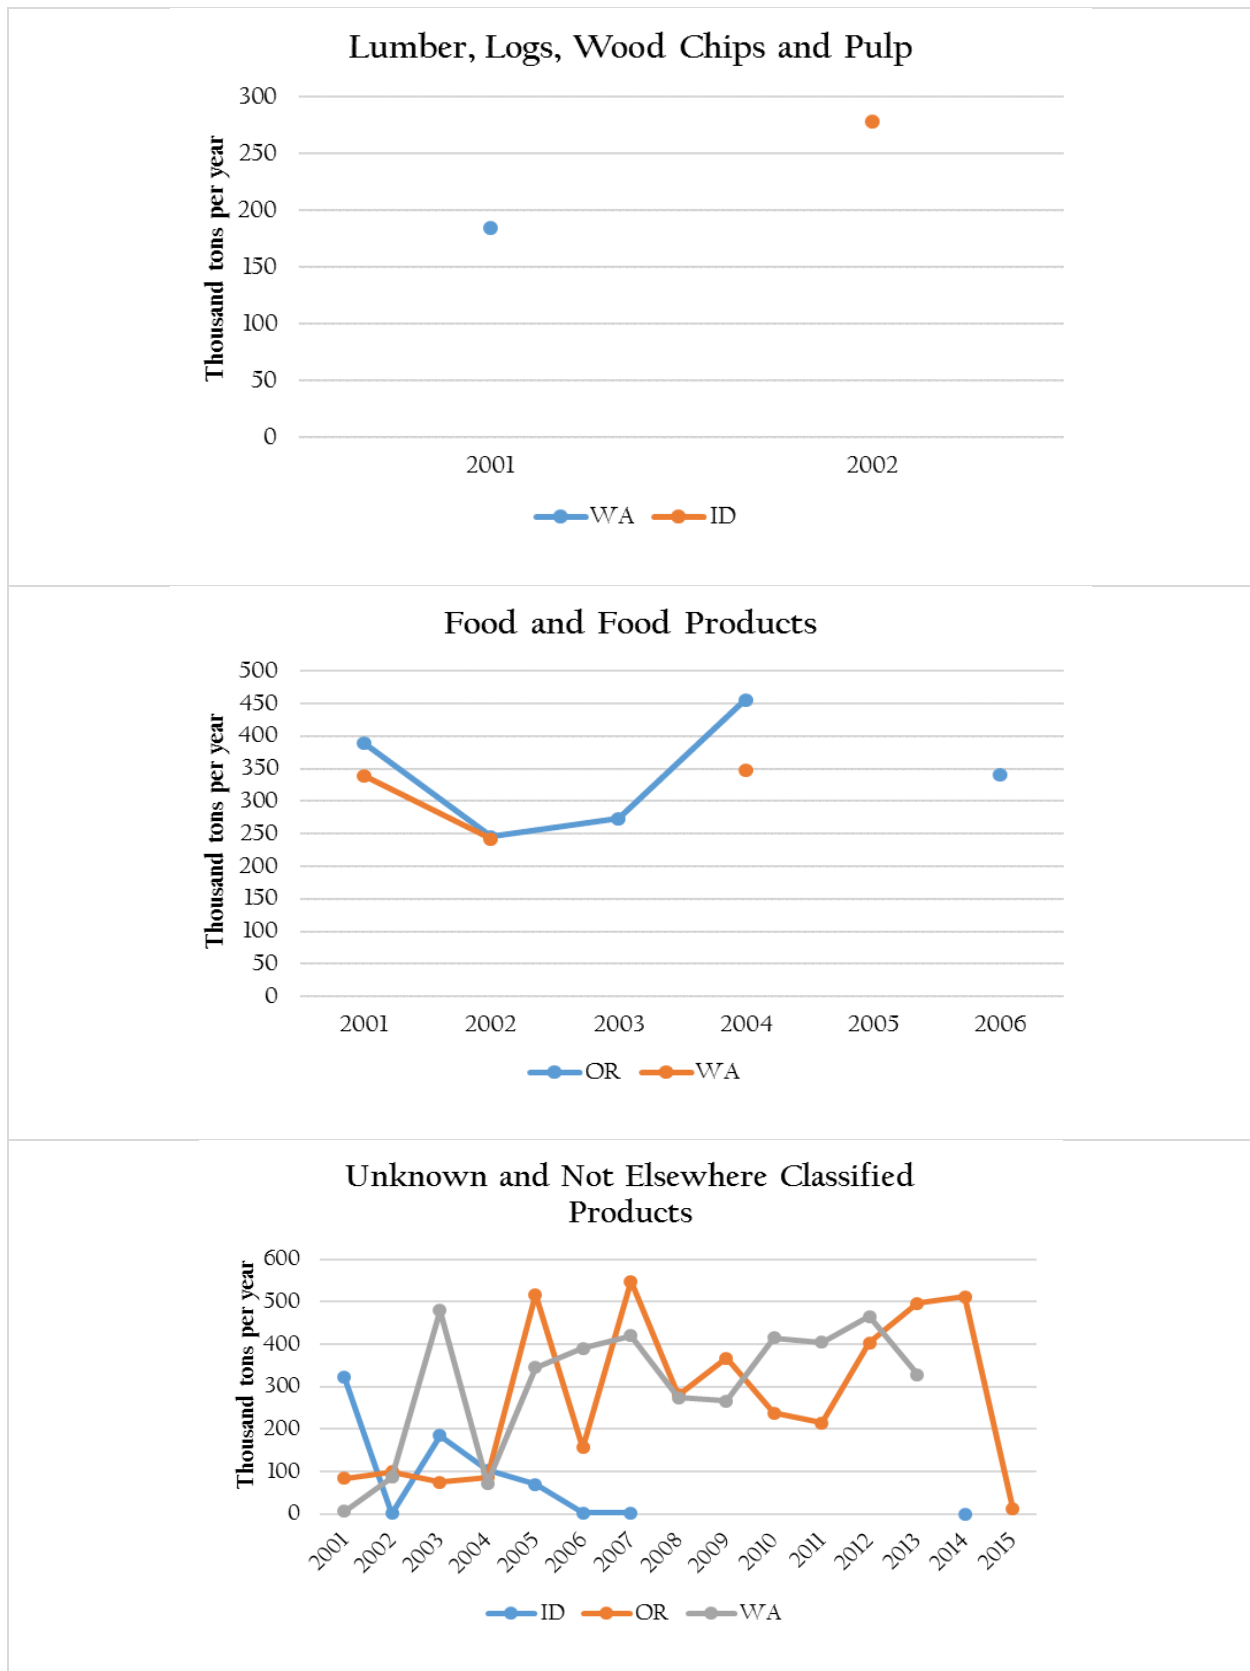 Lumber, Logs, Wood Chips and Pulp
Thousand tons per year
300
250
200
150
100
50
0
2001 2002
WA ID
Food and Food Products
Thousand tons per year
500
450
400
350
300
250
200
150
100
50
0
2001 2002 2003 2004 2005 2006
OR WA
Unknown and Not Elsewhere Classified
Products
Thousand tons per year
600
500
400
300
200
100
0
2001 2002 2003 2004 2005 2006 2007 2008 2009 2010 2011 2012 2013 2014 2015
ID OR WA